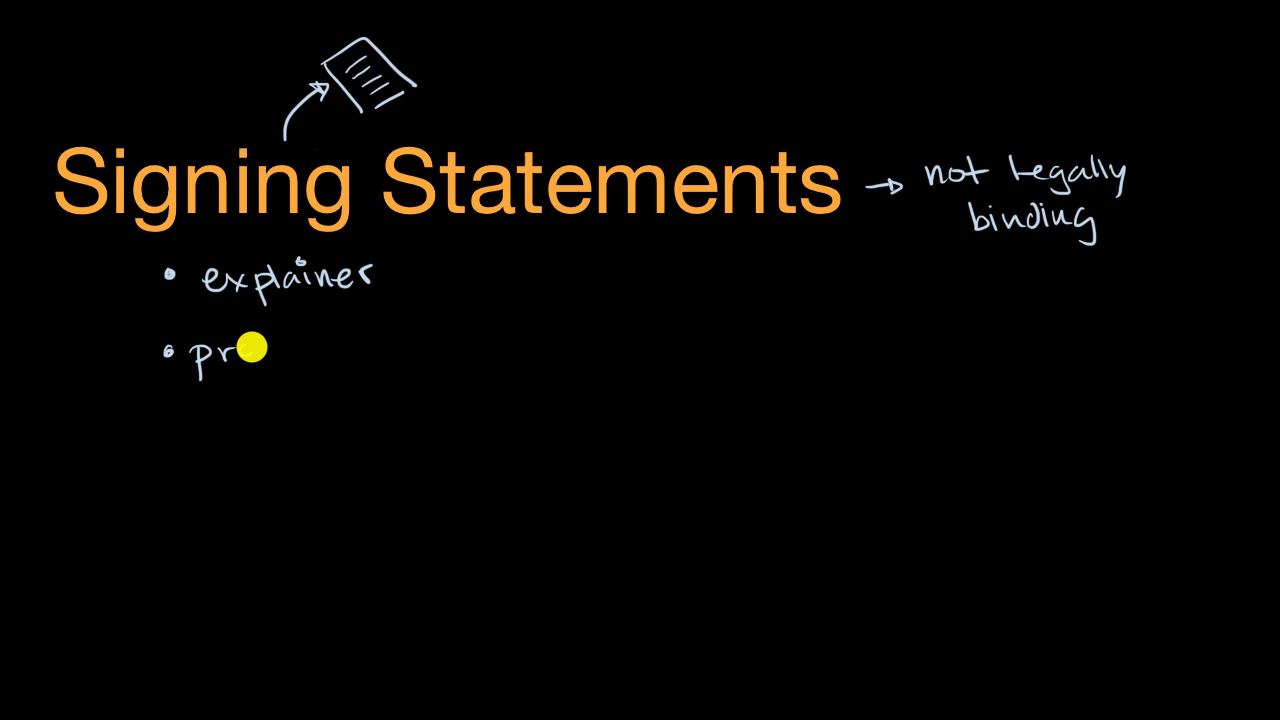 Signing Statements → not legally
binding
• explainer
• pr